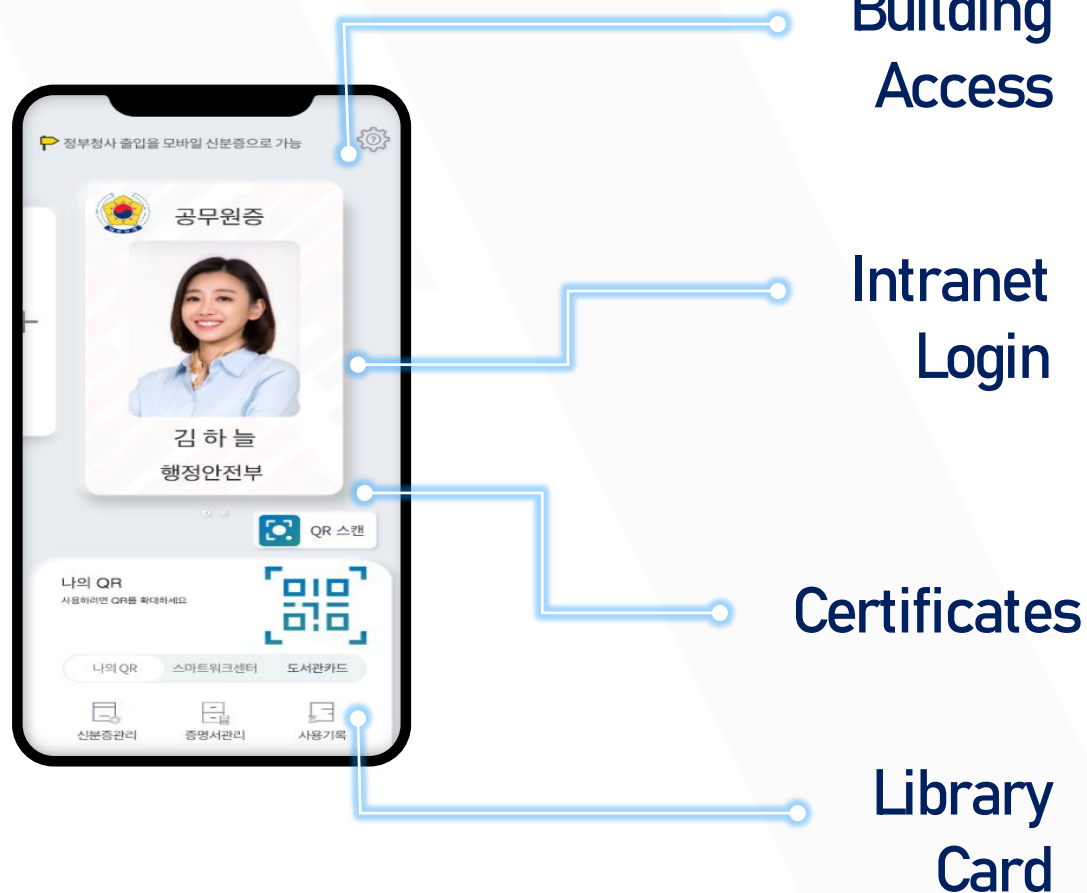 Building
Access
정부청사 출입을 모바일 신분증으로 가능
공무원증
Intranet
Login
김하늘
행정안전부
QR 스캔
나의 QR
사용하려면 QR를 확대하세요
Certificates
나의 QR 스마트워크센터 도서관카드
신분증관리 증명서관리 사용기록
Library
Card